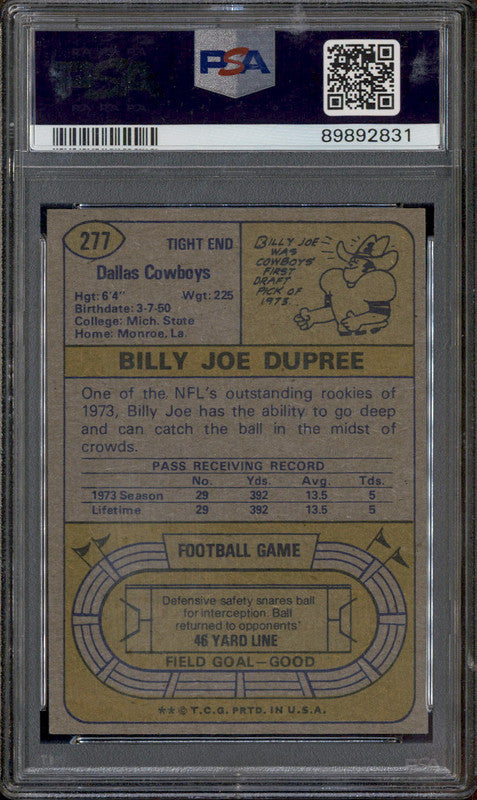 PSA
89892831
277
TIGHT END
Dallas Cowboys
Hgt: 6'4" Wgt: 225
Birthdate: 3-7-50
College: Mich. State
Home: Monroe, La.
BILLY JOE
WAS
COWBOYS
FIRST
DRAFT
PICK OF
1973..
BILLY JOE DUPREE
One of the NFL's outstanding rookies of
1973, Billy Joe has the ability to go deep
and can catch the ball in the midst of
crowds.
PASS RECEIVING RECORD
No. Yds. Avg. Tds.
1973 Season 29 392 13.5 5
Lifetime 29 392 13.5 5
FOOTBALL GAME
Defensive safety snares ball
for interception. Ball
returned to opponents'
46 YARD LINE
FIELD GOAL—GOOD
** © T.C.G. PRTD. IN U.S.A.